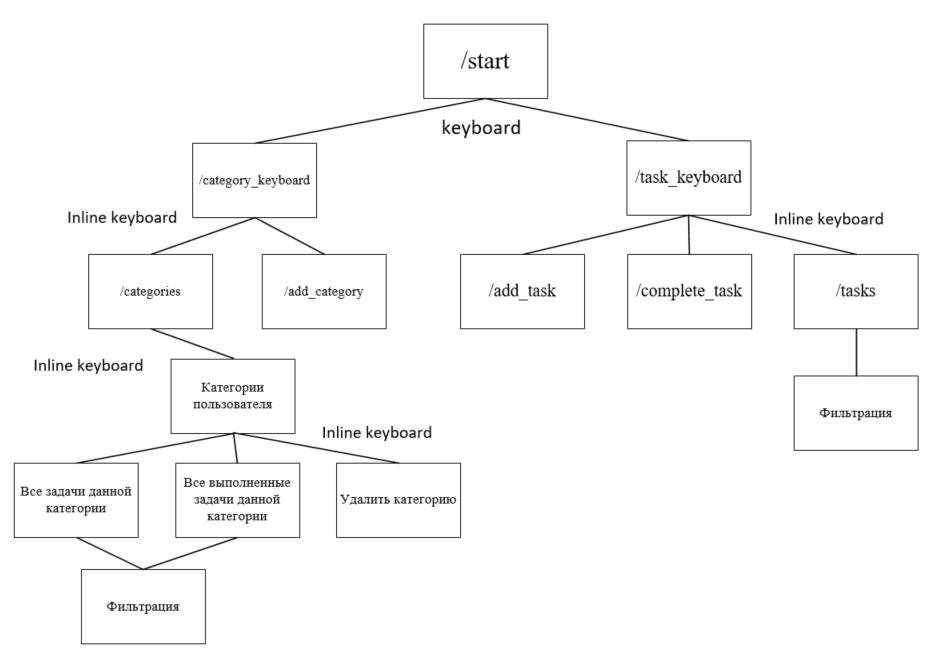 /start
keyboard
/category_keyboard
/task_keyboard
Inline keyboard
Inline keyboard
/categories
/add_category
/add_task
/complete_task
/tasks
Inline keyboard
Категории
пользователя
Фильтрация
Inline keyboard
Все задачи данной
категории
Все выполненные
задачи данной
категории
Удалить категорию
Фильтрация